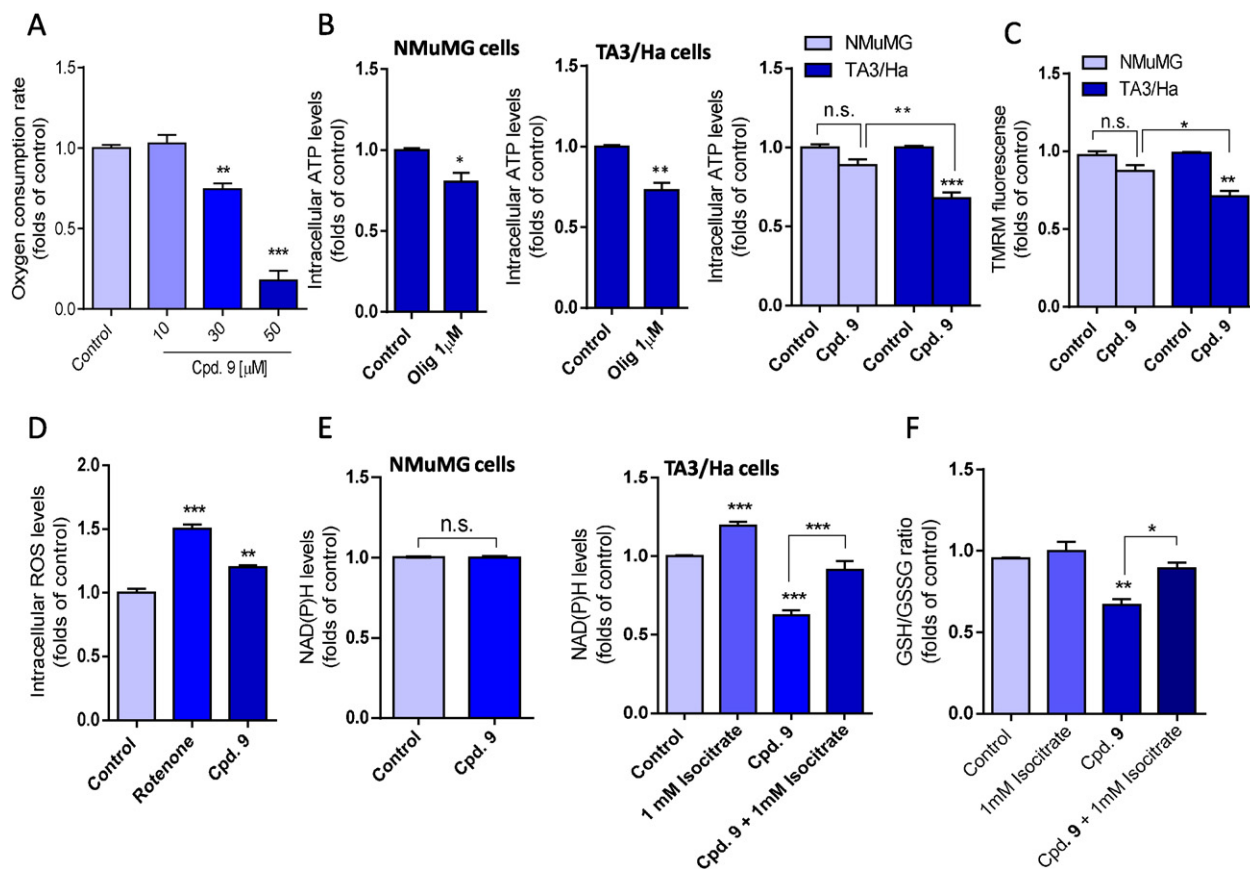 A
Oxygen consumption rate
(folds of control)
1.5
1.0
0.5
0.0
**
***
Control
10
30
50
Cpd. 9 [μM]
B
NMuMG cells
Intracellular ATP levels
(folds of control)
1.5
1.0
0.5
0.0
*
Control
Olig 1μM
TA3/Ha cells
Intracellular ATP levels
(folds of control)
1.5
1.0
0.5
0.0
**
Control
Olig 1μM
NMuMG
TA3/Ha
Intracellular ATP levels
(folds of control)
1.5
1.0
0.5
0.0
n.s.
**
***
Control
Cpd. 9
Control
Cpd. 9
C
NMuMG
TA3/Ha
TMRM fluorescense
(folds of control)
1.5
1.0
0.5
0.0
n.s.
*
**
Control
Cpd. 9
Control
Cpd. 9
D
Intracellular ROS levels
(folds of control)
2.0
1.5
1.0
0.5
0.0
***
**
Control
Rotenone
Cpd. 9
E
NMuMG cells
NAD(P)H levels
(folds of control)
1.5
1.0
0.5
0.0
n.s.
Control
Cpd. 9
TA3/Ha cells
NAD(P)H levels
(folds of control)
1.5
1.0
0.5
0.0
***
***
***
Control
1 mM Isocitrate
Cpd. 9
Cpd. 9 + 1mM Isocitrate
F
GSH/GSSG ratio
(folds of control)
1.5
1.0
0.5
0.0
**
*
Control
1mM Isocitrate
Cpd. 9
Cpd. 9 + 1mM Isocitrate